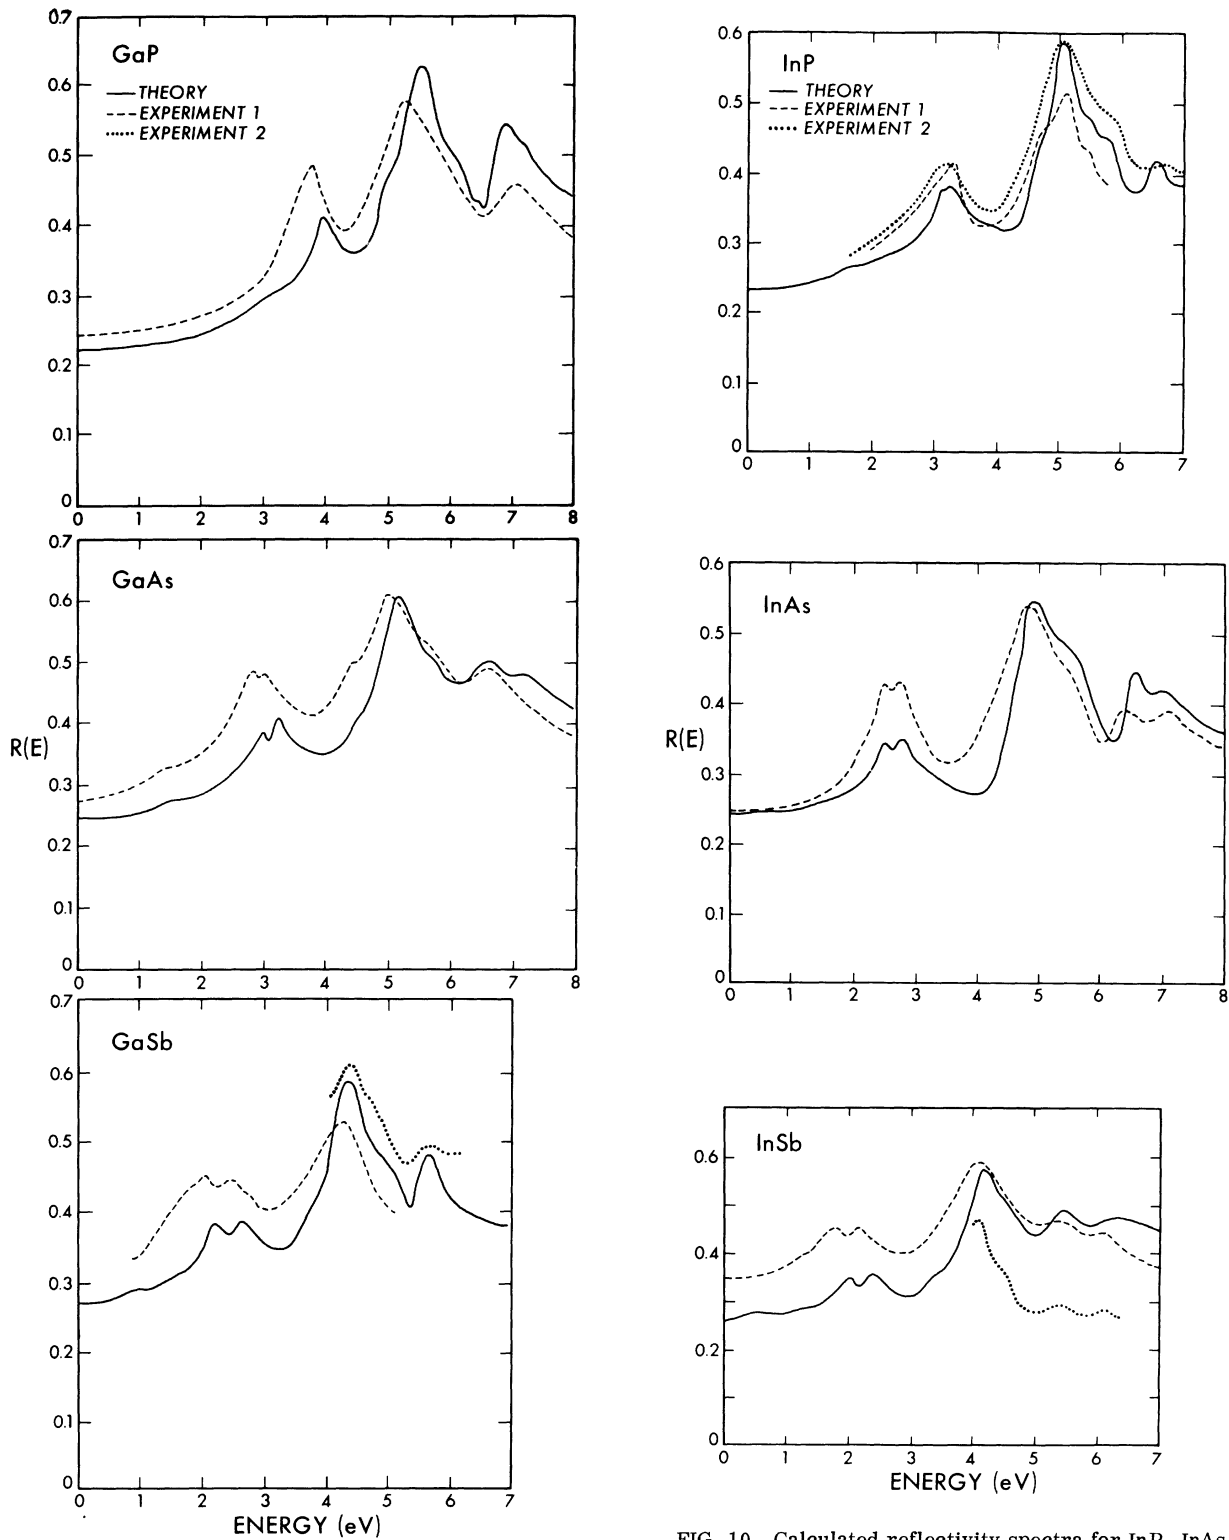 0.7
GaP
THEORY
EXPERIMENT 1
EXPERIMENT 2
0.6
0.5
0.4
0.3
0.2
0.1
0
0 1 2 3 4 5 6 7 8
0.7
GaAs
0.6
0.5
0.4
R(E)
0.3
0.2
0.1
0
0 1 2 3 4 5 6 7 8
0.7
GaSb
0.6
0.5
0.4
0.3
0.2
0.1
0
0 1 2 3 4 5 6 7
ENERGY (eV)
0.6
InP
THEORY
EXPERIMENT 1
EXPERIMENT 2
0.5
0.4
0.3
0.2
0.1
0
0 1 2 3 4 5 6 7
0.6
InAs
0.5
0.4
R(E)
0.3
0.2
0.1
0
0 1 2 3 4 5 6 7 8
InSb
0.6
0.4
0.2
0
0 1 2 3 4 5 6 7
ENERGY (eV)
FIG. 10. Calculated reflectivity spectra for InP, InAs